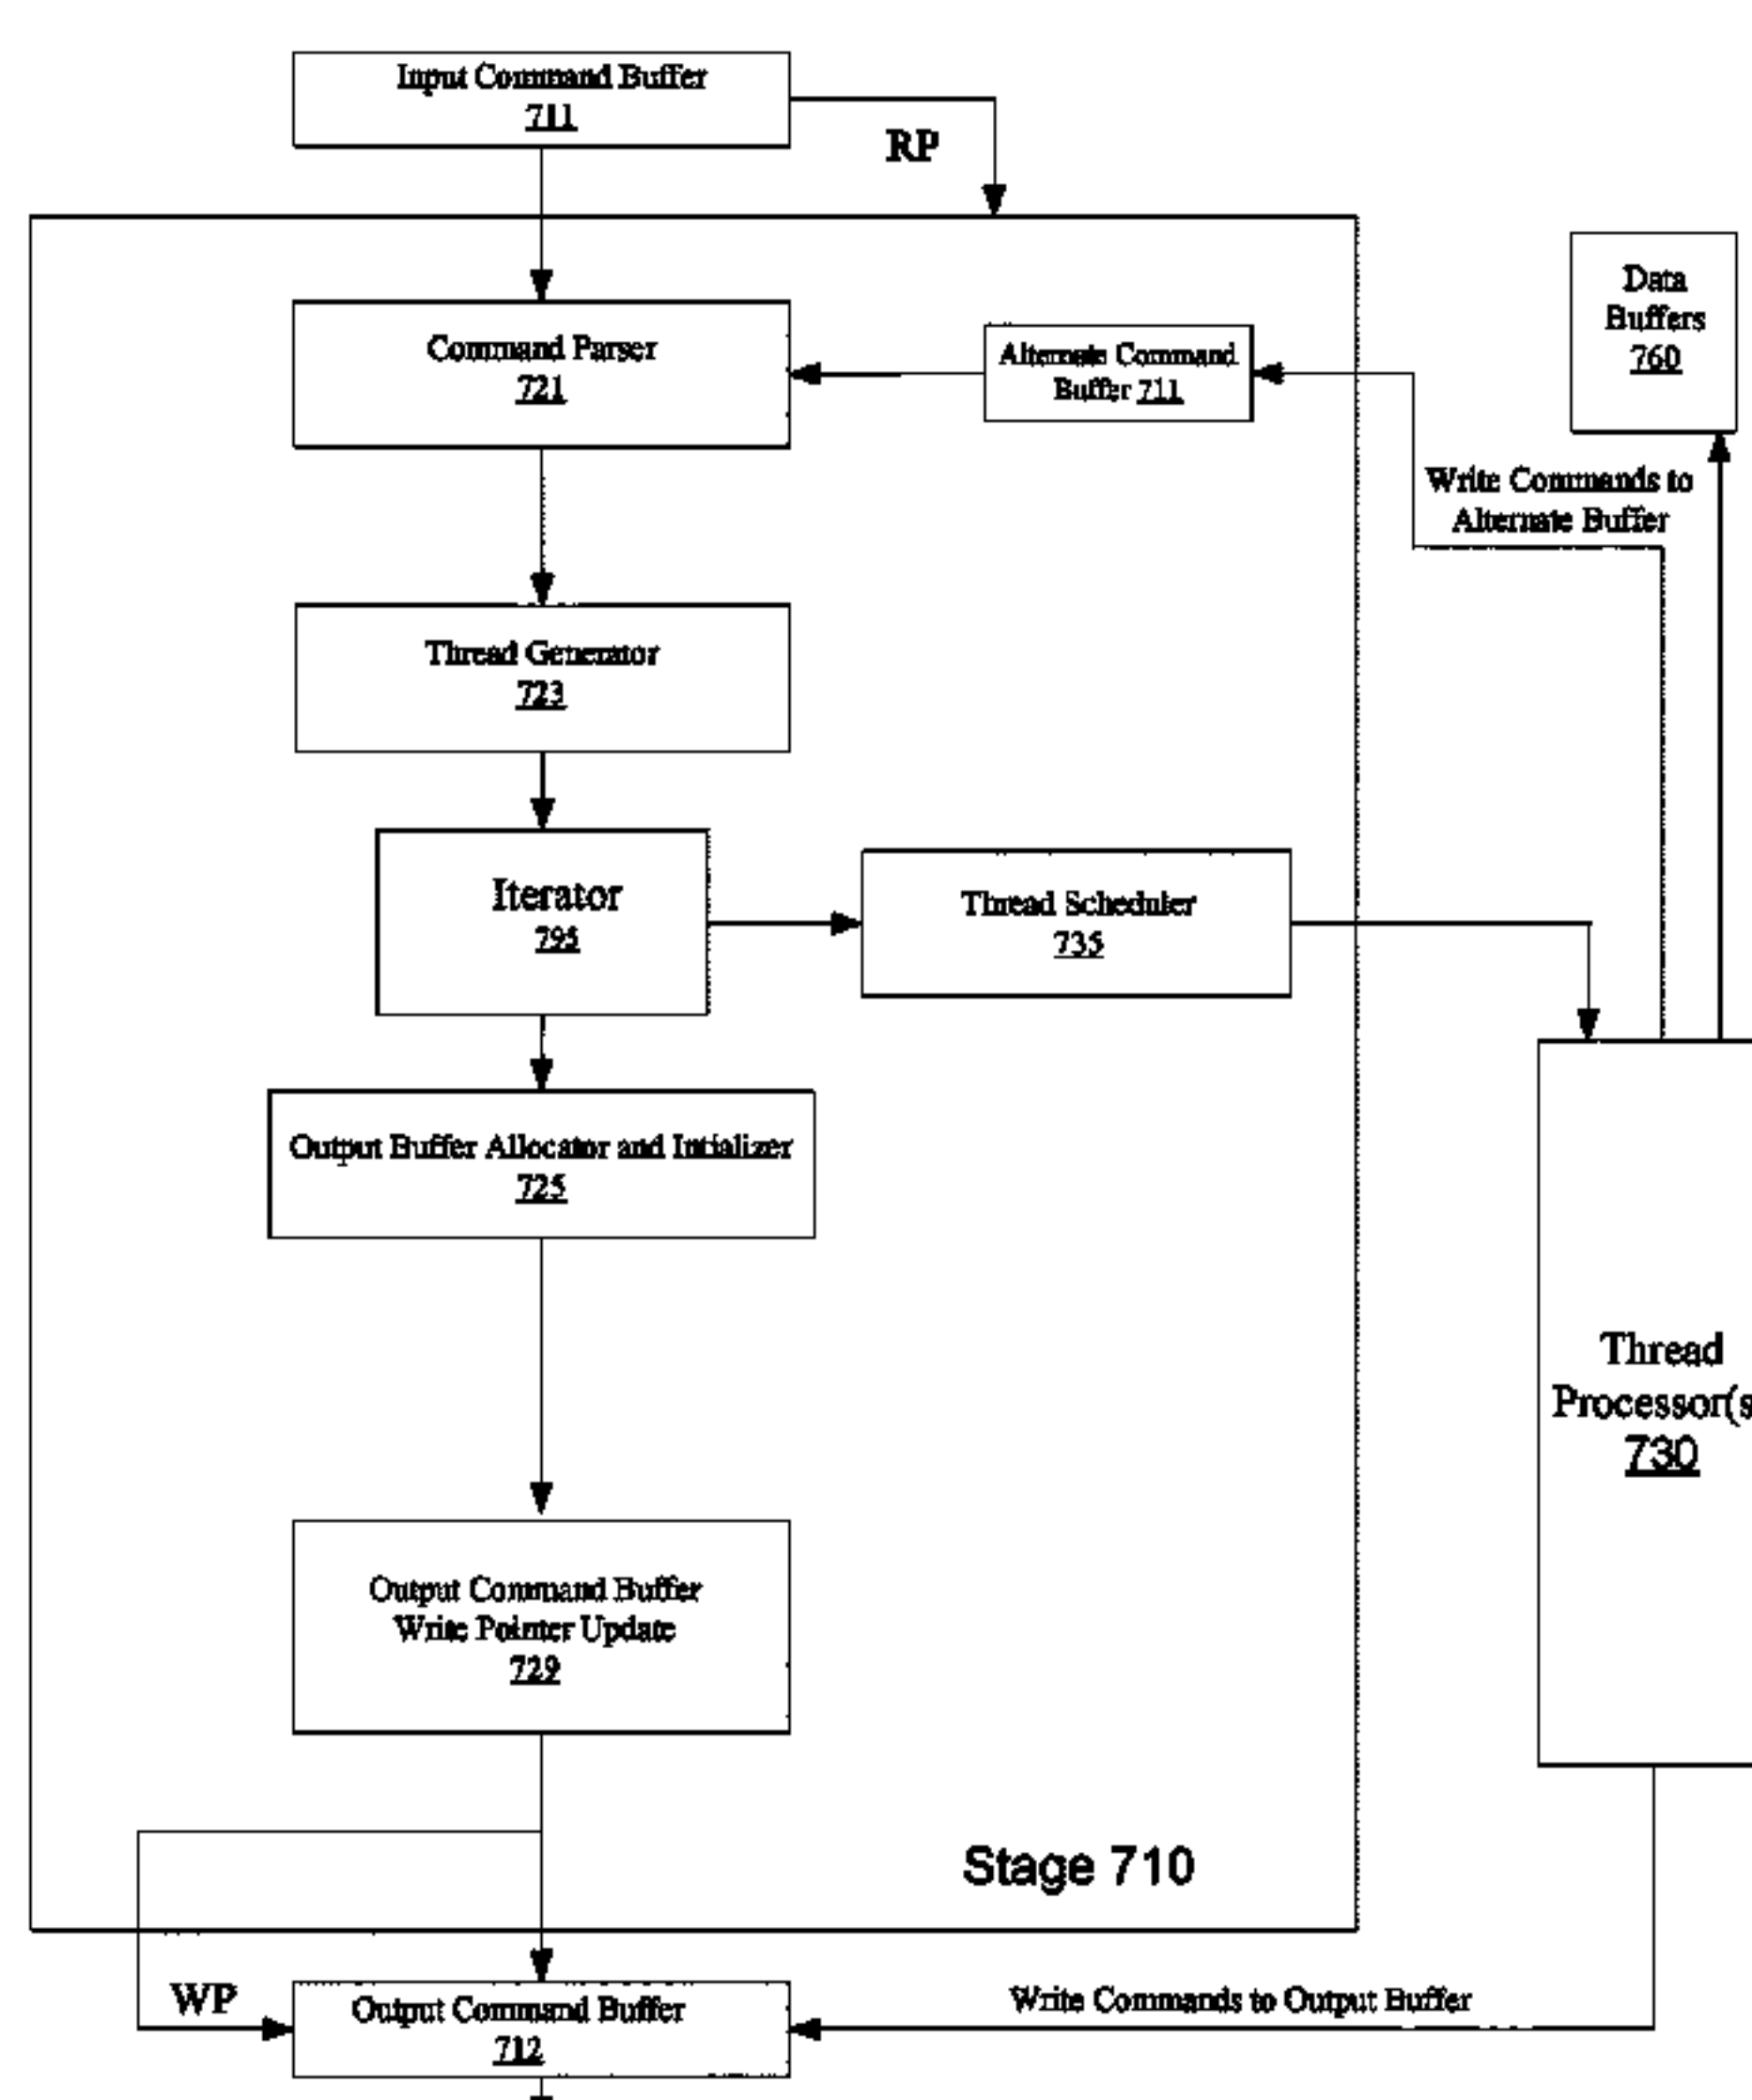 Input Command Buffer
711
RP
Data
Buffers
760
Command Parser
721
Alternate Command
Buffer 711
Write Commands to
Alternate Buffer
Thread Generator
723
Iterator
795
Thread Scheduler
735
Output Buffer Allocator and Intializer
725
Thread
Processor(s
730
Output Command Buffer
Write Pointer Update
729
Stage 710
WP
Output Command Buffer
712
Write Commands to Output Buffer